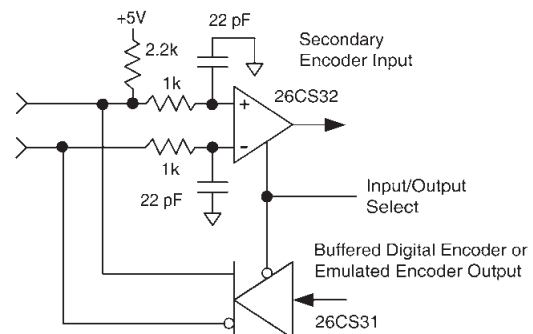 +5V
22 pF
2.2k
Secondary
Encoder Input
1k
26CS32
+
-
1k
22 pF
Input/Output
Select
Buffered Digital Encoder or
Emulated Encoder Output
26CS31